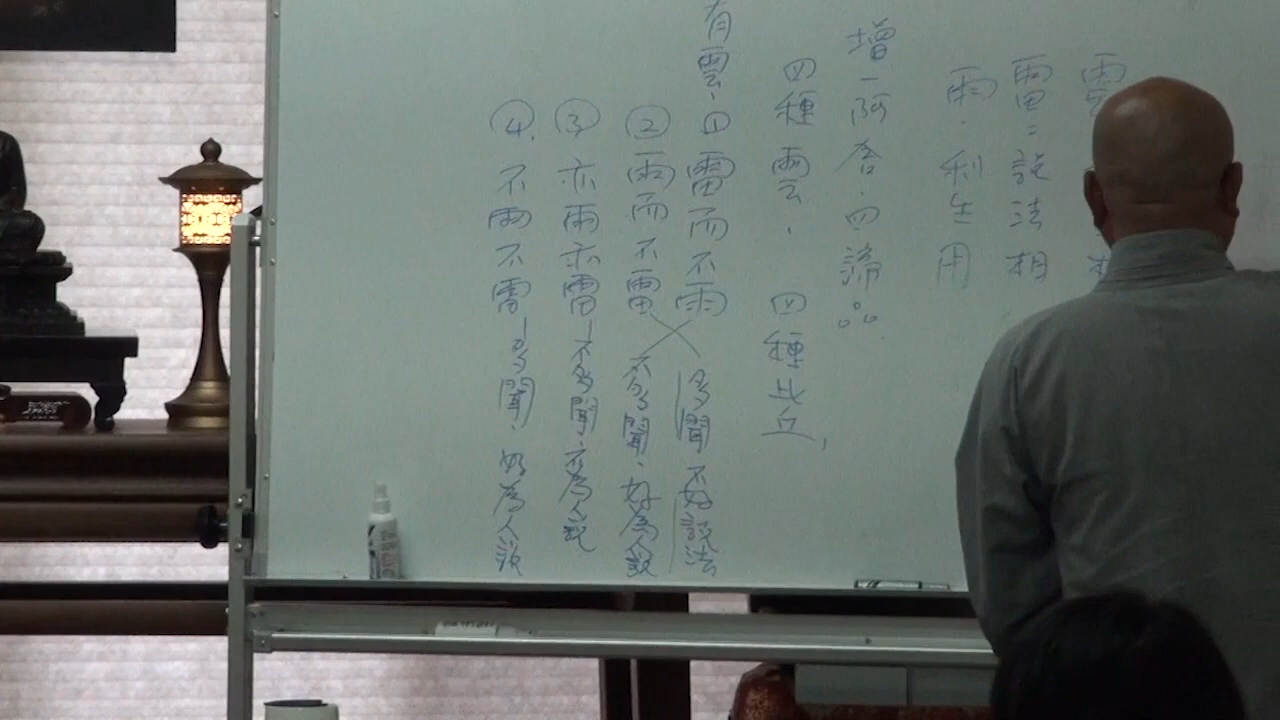 雲
雷:說法相
雨.利生用
增一阿含.四諦品
四種雲.四種比丘,
有雲.①雷而不雨
多聞.不好說法
②雨而不雷
不多聞、好為人說
③亦雨亦雷—不多聞.亦為人說
④.不雨不雷—多聞.好為人說